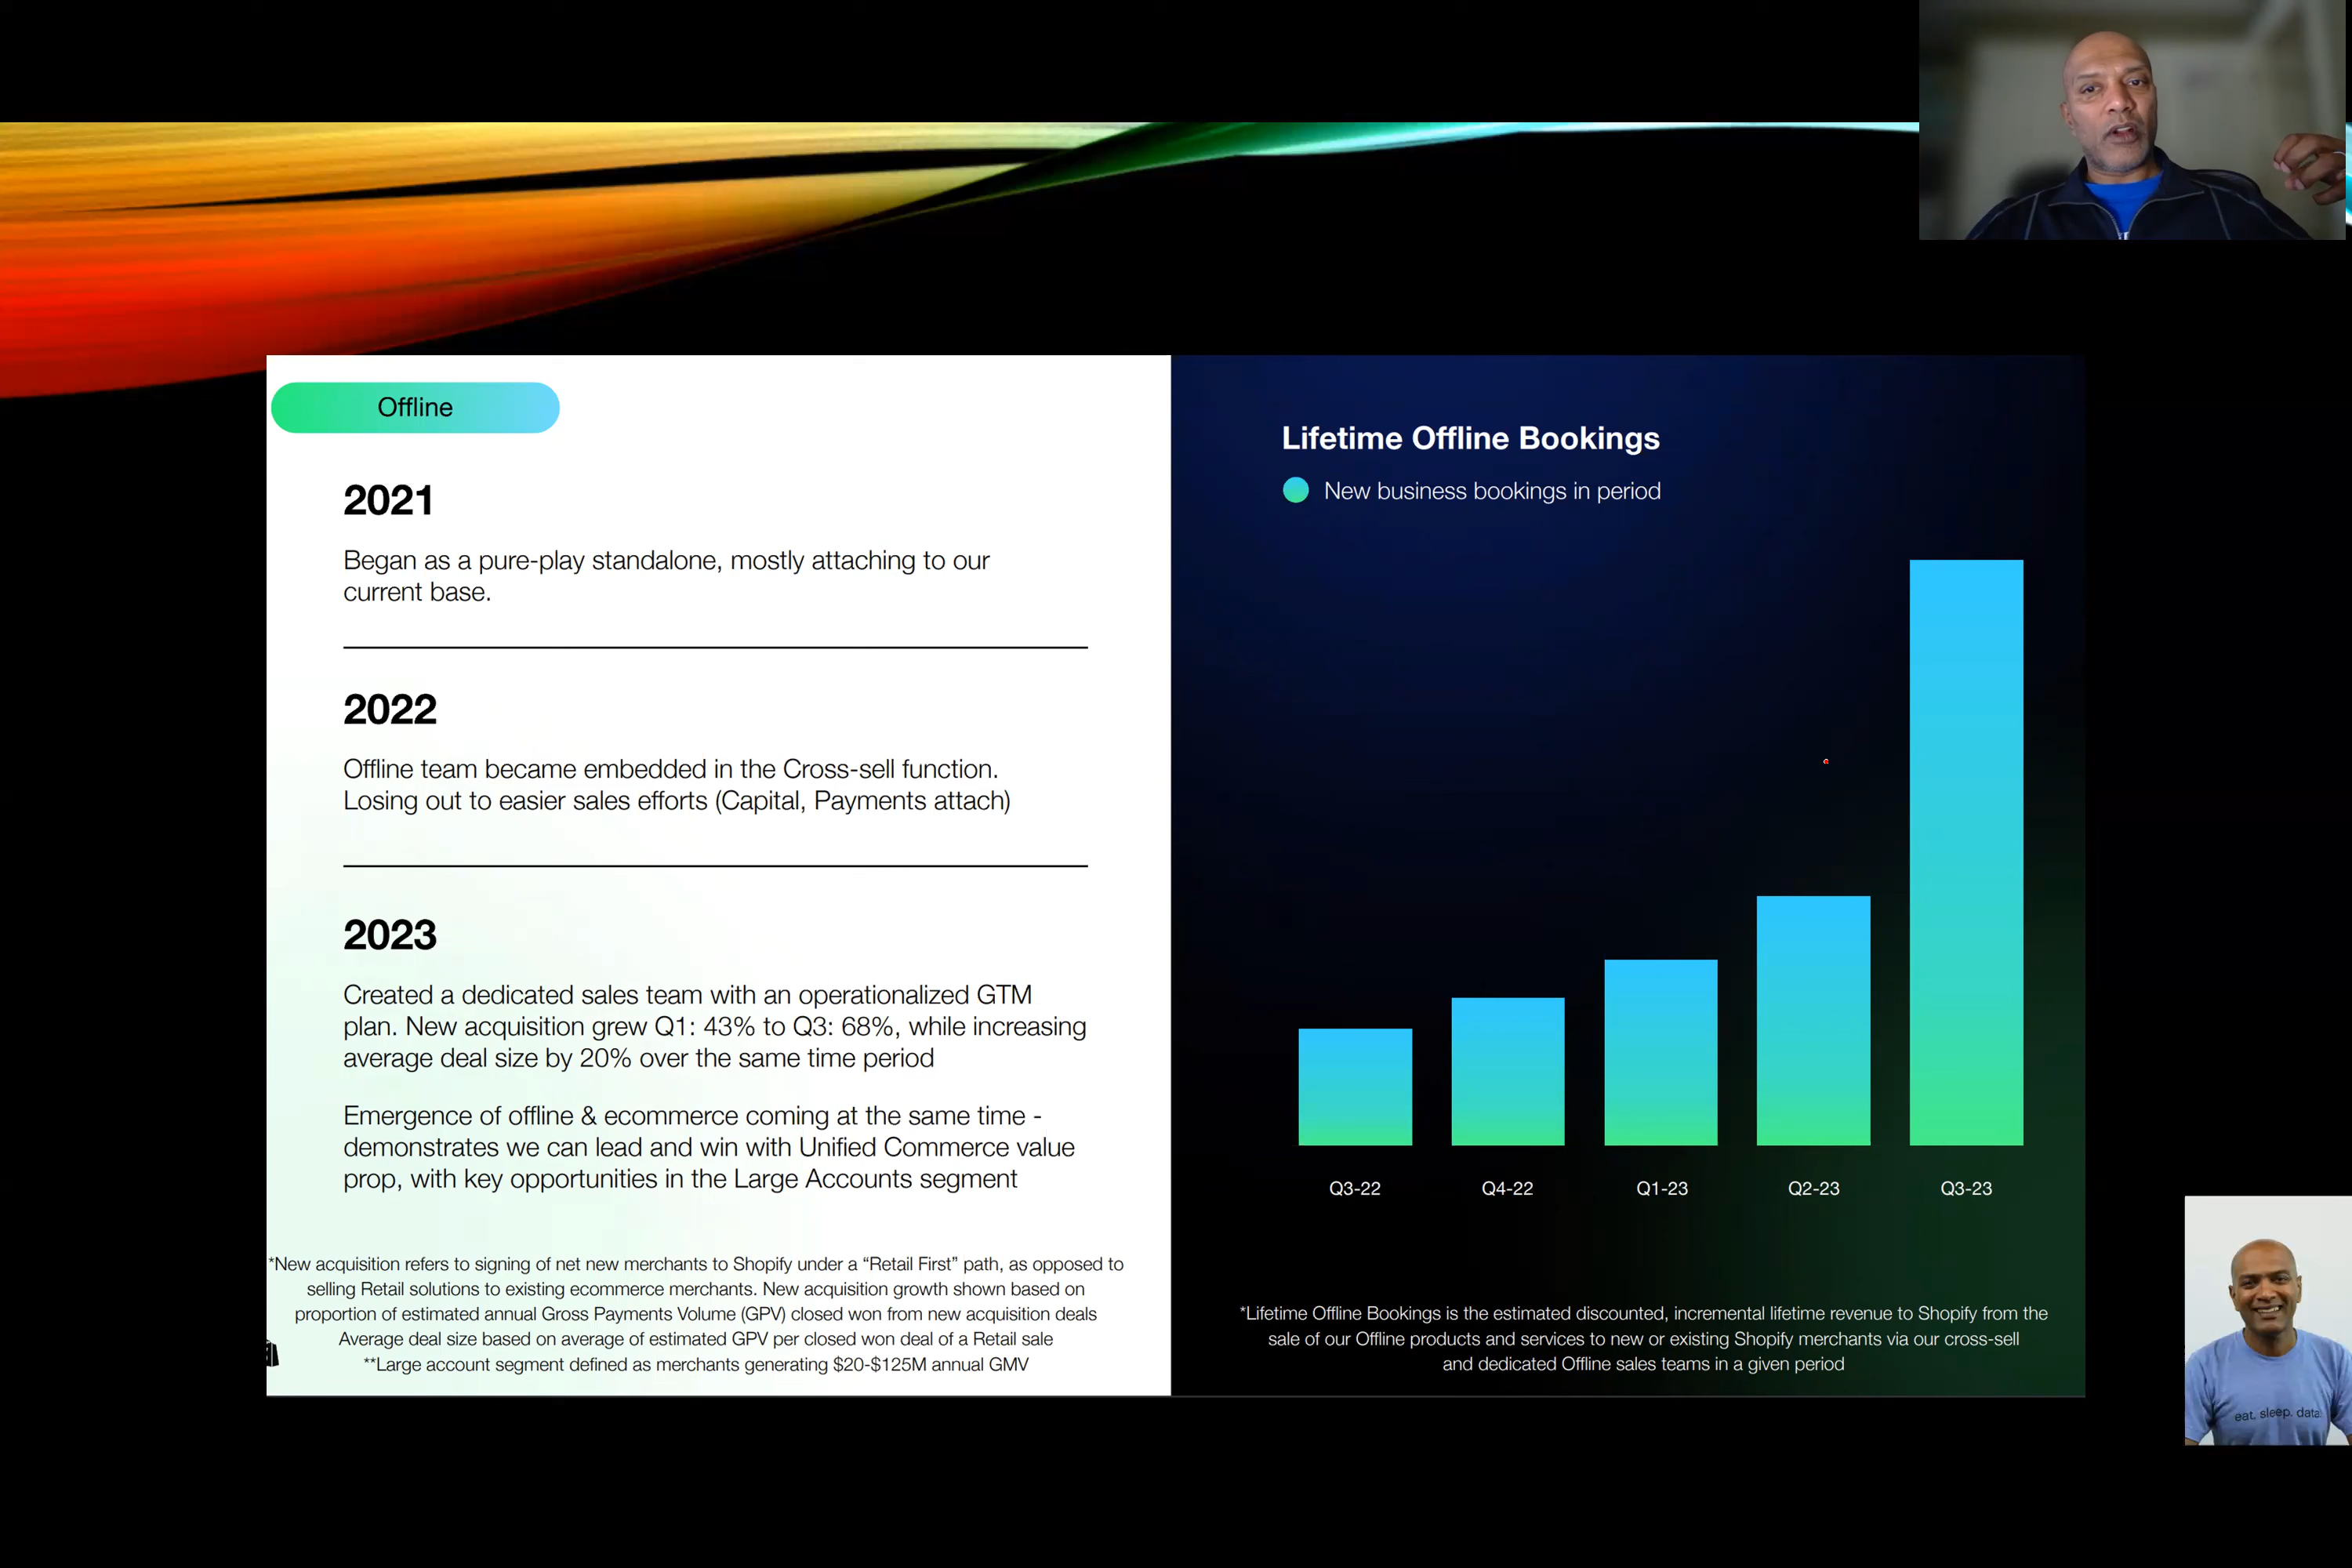 Offline
2021
Began as a pure-play standalone, mostly attaching to our
current base.
2022
Offline team became embedded in the Cross-sell function.
Losing out to easier sales efforts (Capital, Payments attach)
2023
Created a dedicated sales team with an operationalized GTM
plan. New acquisition grew Q1: 43% to Q3: 68%, while increasing
average deal size by 20% over the same time period
Emergence of offline & ecommerce coming at the same time -
demonstrates we can lead and win with Unified Commerce value
prop, with key opportunities in the Large Accounts segment
*New acquisition refers to signing of net new merchants to Shopify under a “Retail First” path, as opposed to
selling Retail solutions to existing ecommerce merchants. New acquisition growth shown based on
proportion of estimated annual Gross Payments Volume (GPV) closed won from new acquisition deals
Average deal size based on average of estimated GPV per closed won deal of a Retail sale
**Large account segment defined as merchants generating $20-$125M annual GMV
Lifetime Offline Bookings
New business bookings in period
Q3-22
Q4-22
Q1-23
Q2-23
Q3-23
*Lifetime Offline Bookings is the estimated discounted, incremental lifetime revenue to Shopify from the
sale of our Offline products and services to new or existing Shopify merchants via our cross-sell
and dedicated Offline sales teams in a given period
eat, sleep. data